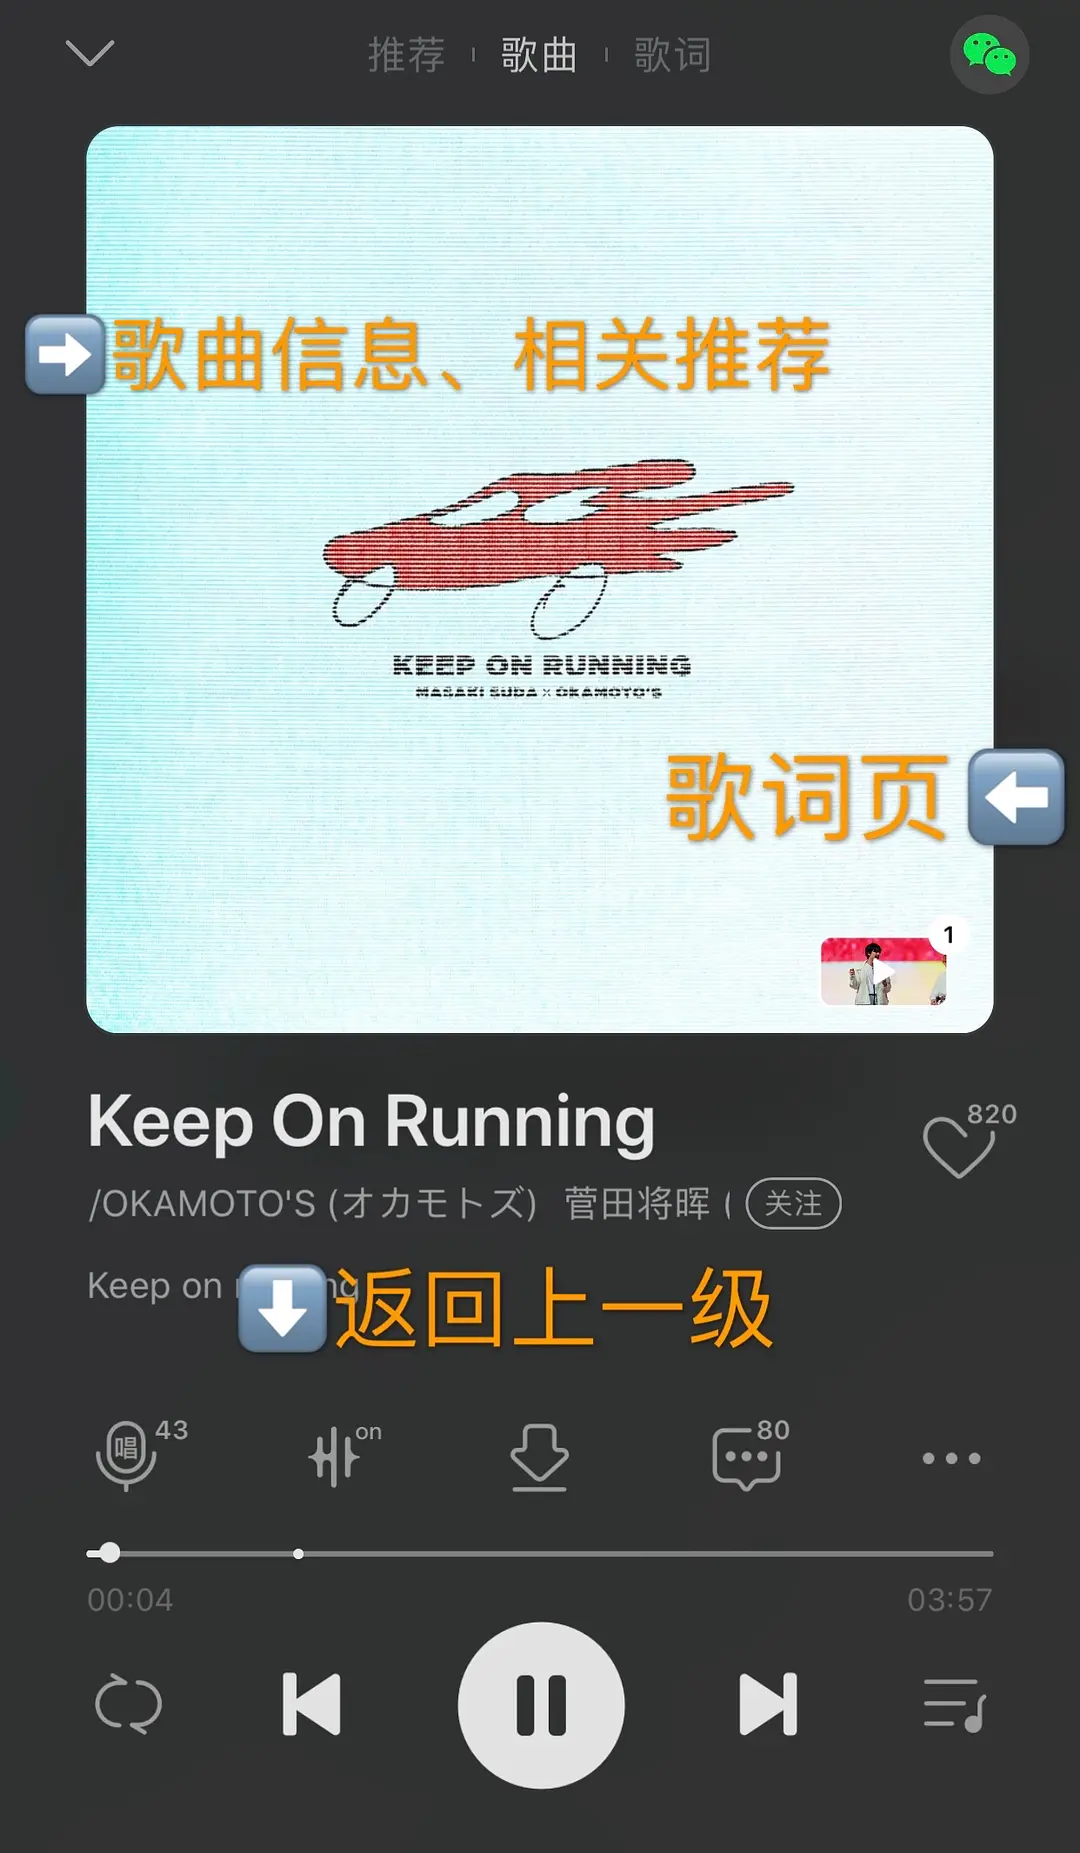 推荐 歌曲 歌词
歌曲信息、相关推荐
KEEP ON RUNNING
MASAKI SUDA × OKAMOTO'S
歌词页
1
Keep On Running
820
/OKAMOTO'S (オカモトズ) 菅田将晖 (
关注
Keep on
ng
返回上一级
唱 43
on
80
00:04
03:57